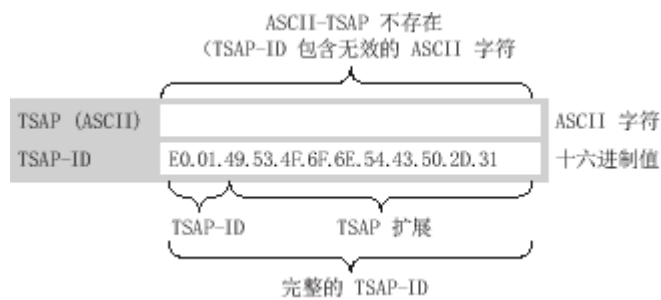 ASCII-TSAP 不存在
(TSAP-ID 包含无效的 ASCII 字符
TSAP (ASCII)
ASCII 字符
TSAP-ID
E0.01.49.53.4F.6F.6E.54.43.50.2D.31
十六进制值
TSAP-ID
TSAP 扩展
完整的 TSAP-ID